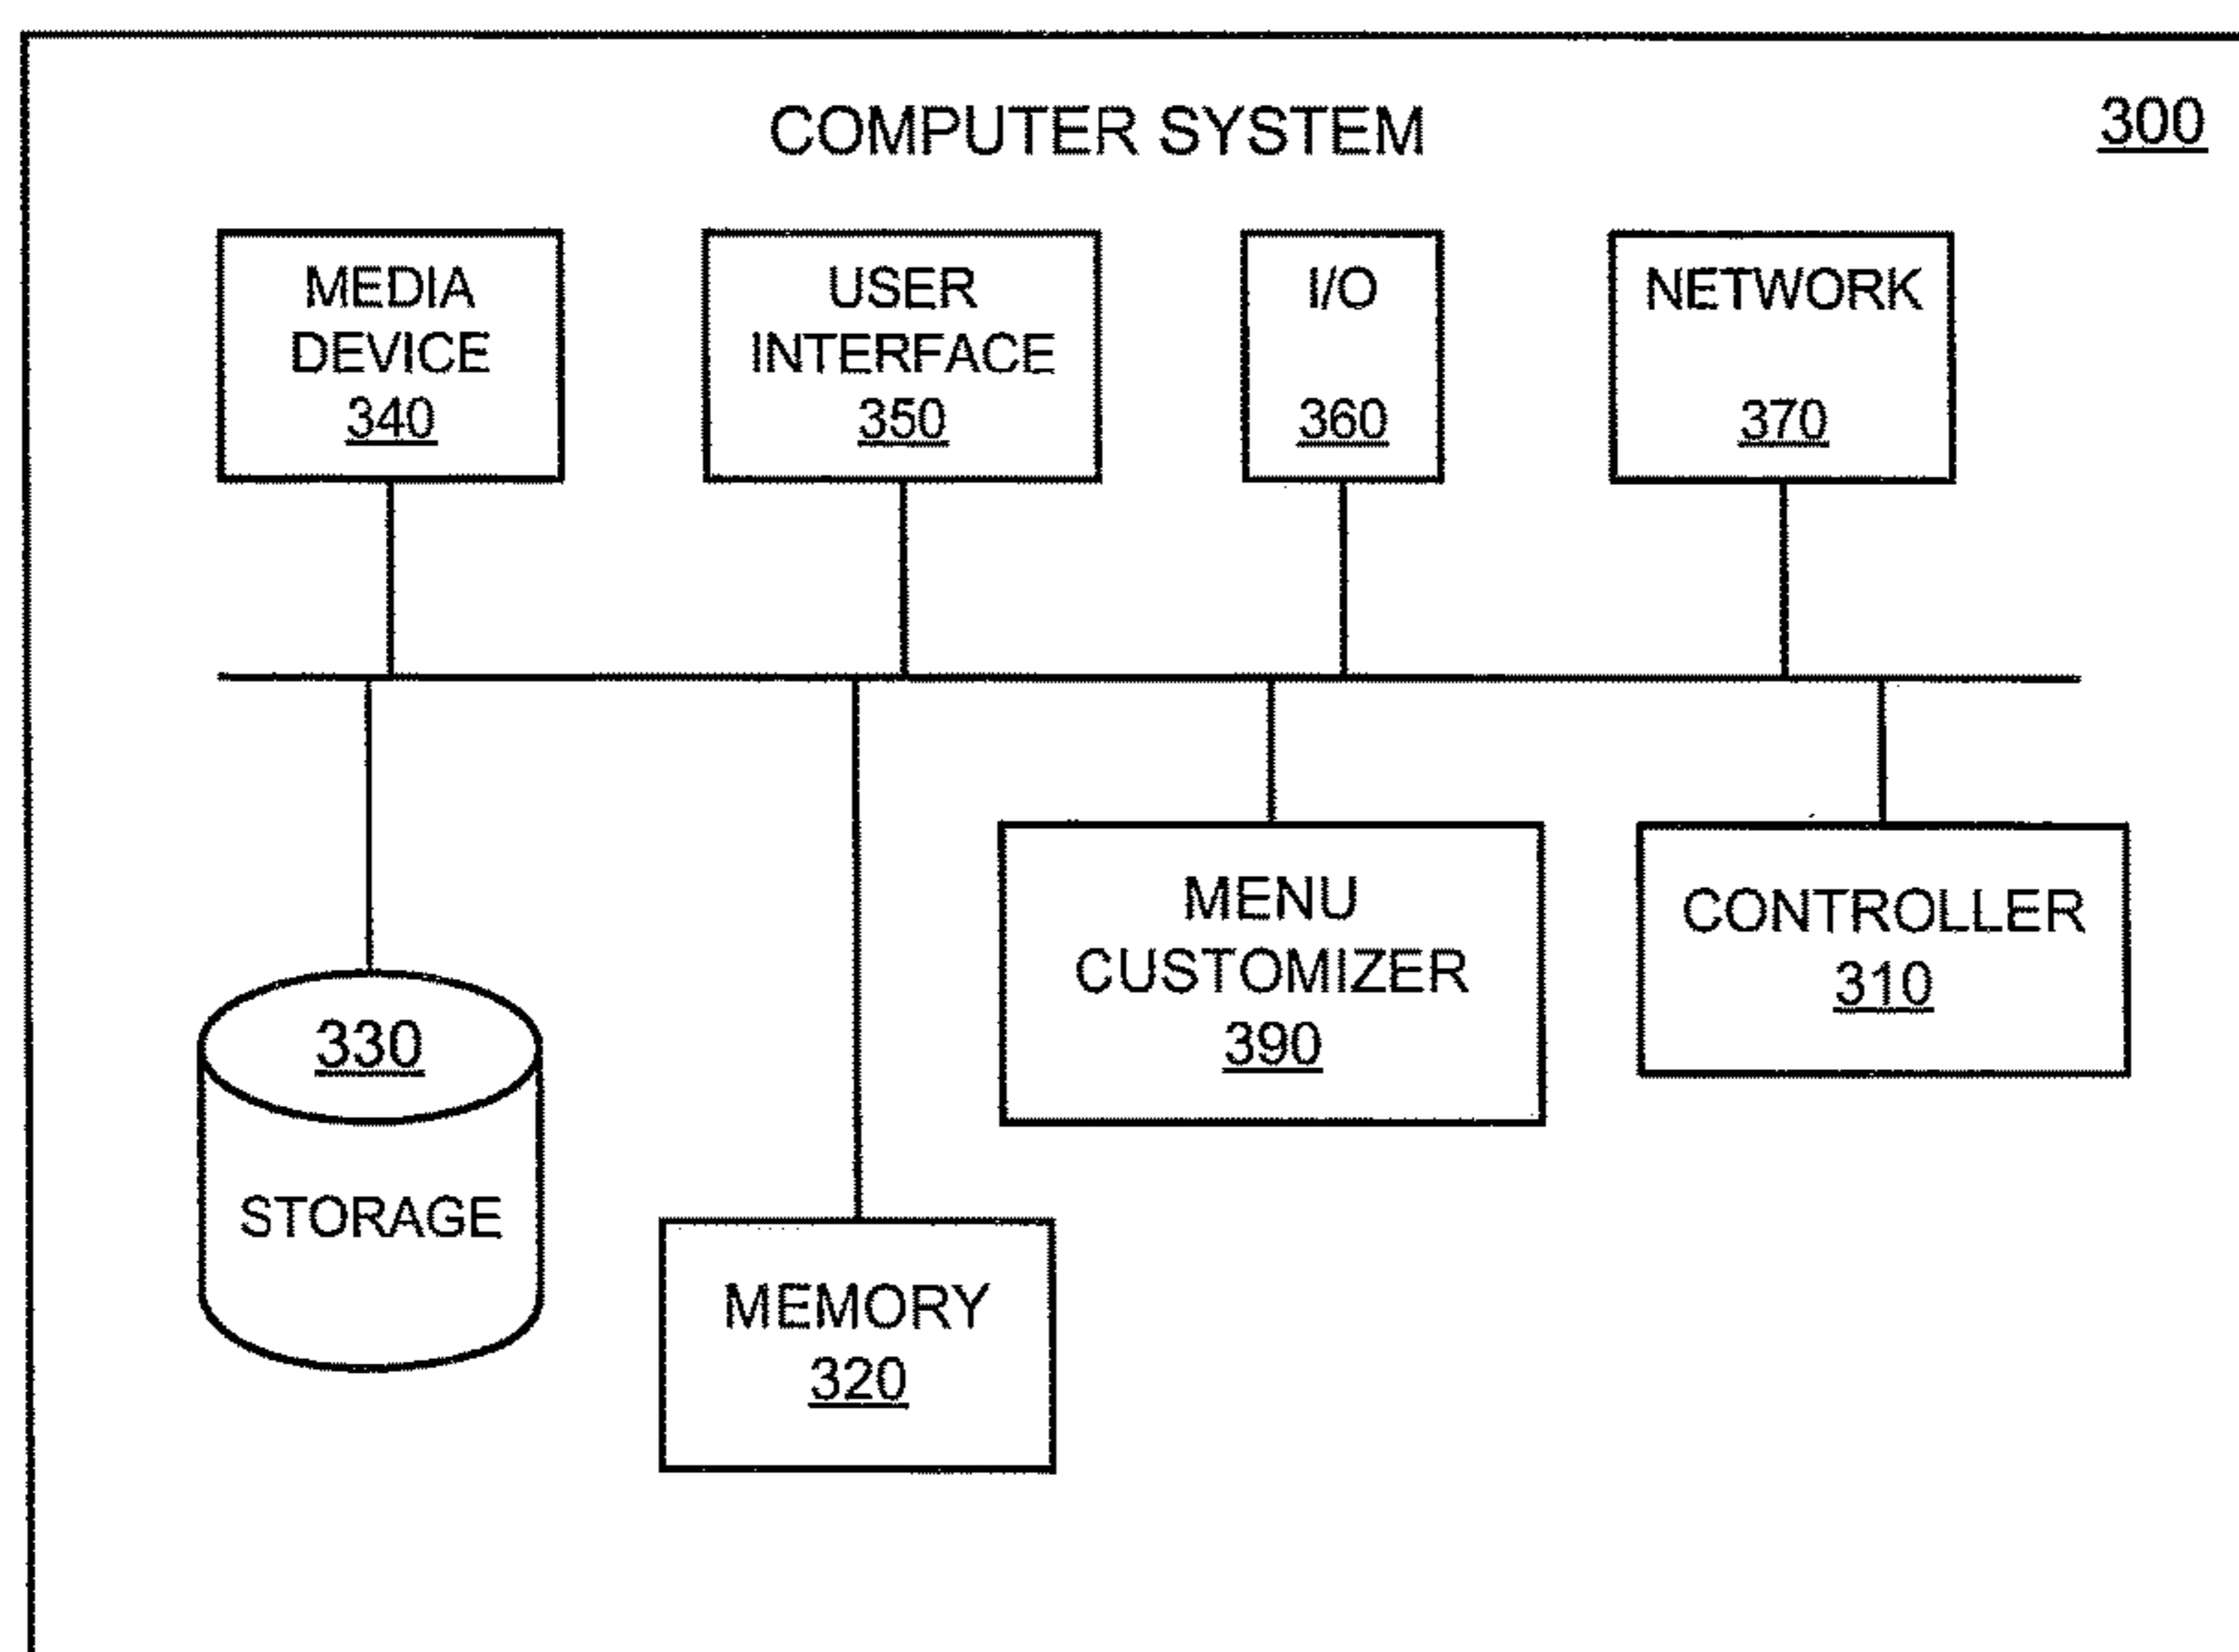 COMPUTER SYSTEM
300
MEDIA
DEVICE
340
USER
INTERFACE
350
I/O
360
NETWORK
370
330
STORAGE
MEMORY
320
MENU
CUSTOMIZER
390
CONTROLLER
310